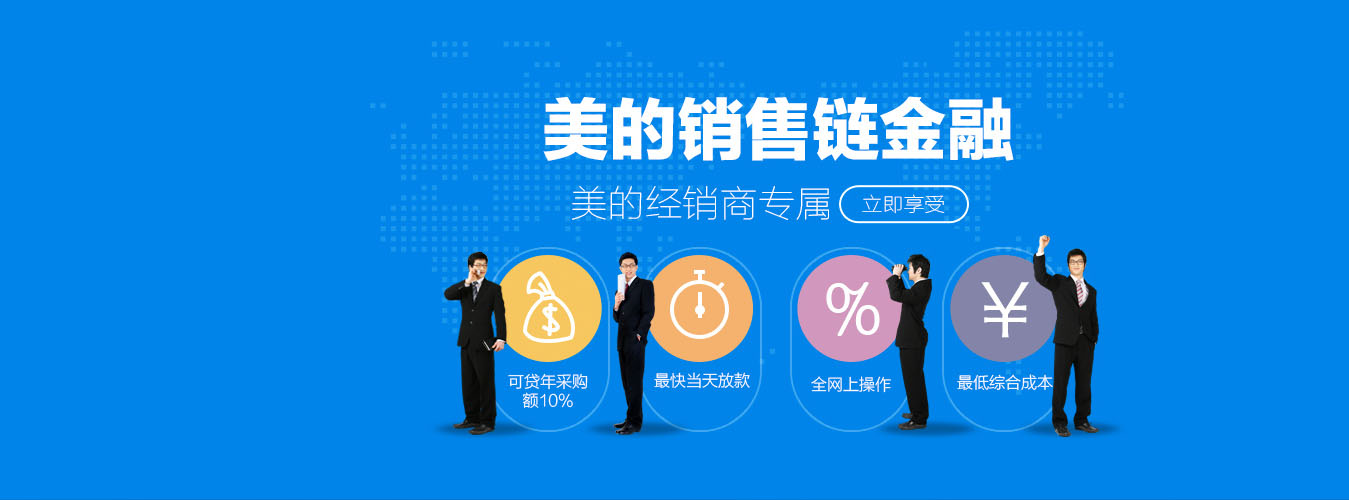 美的销售链金融
美的经销商专属 立即享受
$
%
¥
可贷年采购
额10%
最快当天放款
全网上操作
最低综合成本